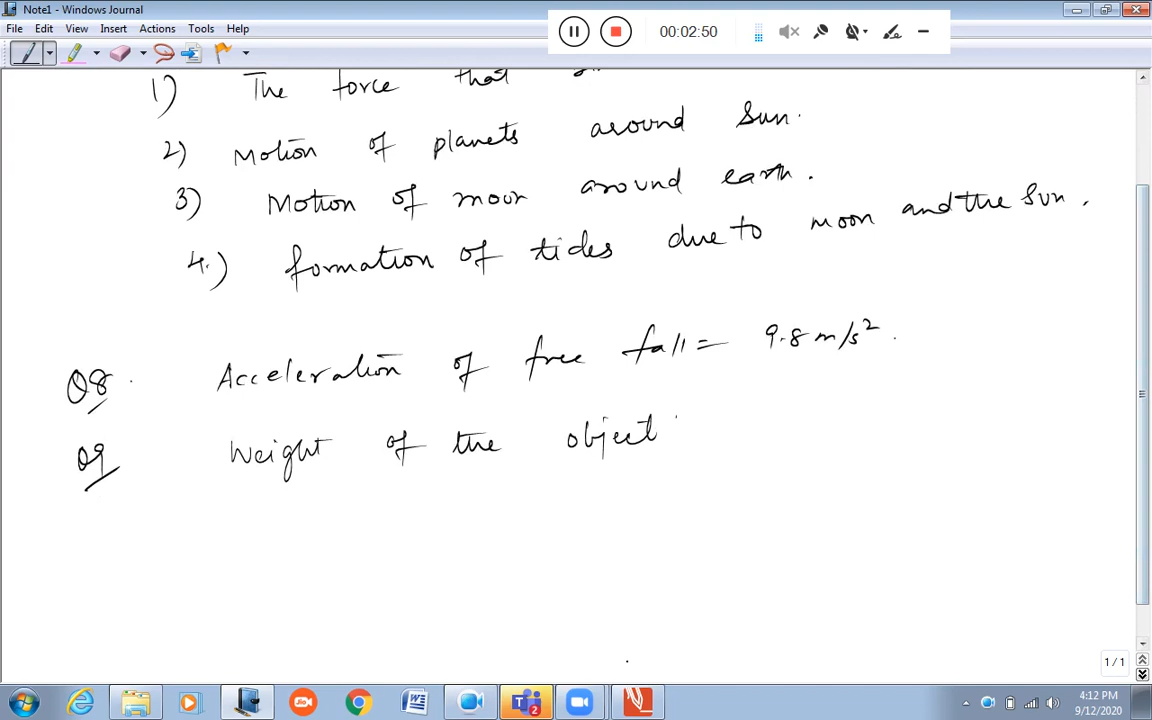 Note1 - Windows Journal
File Edit View Insert Actions Tools Help
00:02:50
1) The force that
2) Motion of planets around Sun.
3) Motion of moon around earth.
4.) formation of tides due to moon and the Sun.
Q8. Acceleration of free fall = 9.8 m/s²
Q9 Weight of the object
1 / 1
4:12 PM
9/12/2020
Jio
2